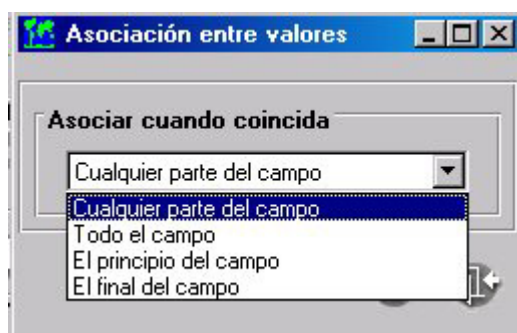 Asociación entre valores
Asociar cuando coincida
Cualquier parte del campo
Cualquier parte del campo
Todo el campo
El principio del campo
El final del campo